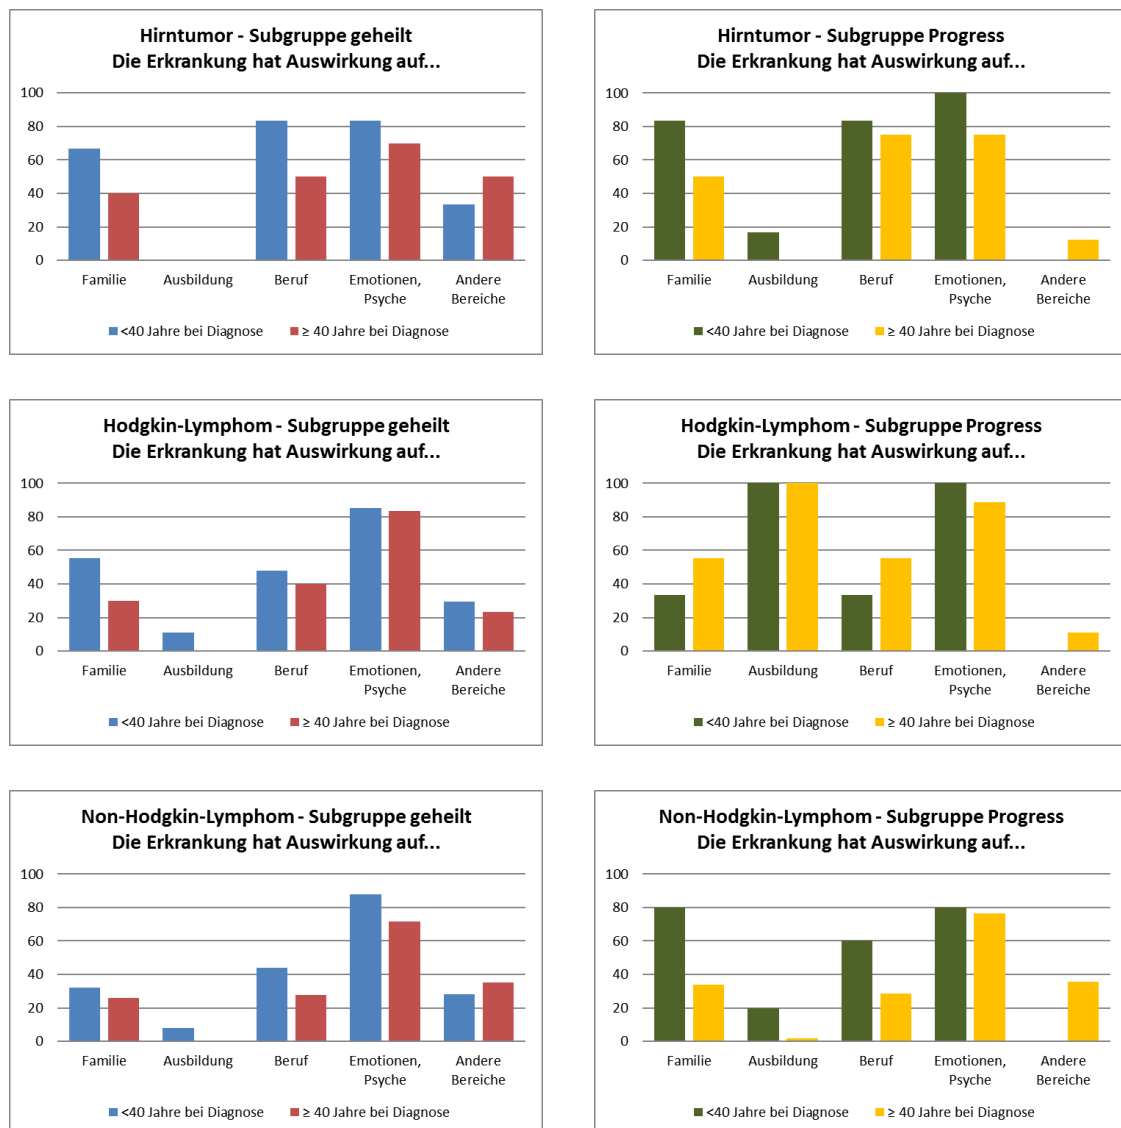 Hirntumor - Subgruppe geheilt
Die Erkrankung hat Auswirkung auf...
100
80
60
40
20
0
Familie Ausbildung Beruf Emotionen, Andere
Psyche Bereiche
<40 Jahre bei Diagnose ≥ 40 Jahre bei Diagnose
Hirntumor - Subgruppe Progress
Die Erkrankung hat Auswirkung auf...
100
80
60
40
20
0
Familie Ausbildung Beruf Emotionen, Andere
Psyche Bereiche
<40 Jahre bei Diagnose ≥ 40 Jahre bei Diagnose
Hodgkin-Lymphom - Subgruppe geheilt
Die Erkrankung hat Auswirkung auf...
100
80
60
40
20
0
Familie Ausbildung Beruf Emotionen, Andere
Psyche Bereiche
<40 Jahre bei Diagnose ≥ 40 Jahre bei Diagnose
Hodgkin-Lymphom - Subgruppe Progress
Die Erkrankung hat Auswirkung auf...
100
80
60
40
20
0
Familie Ausbildung Beruf Emotionen, Andere
Psyche Bereiche
<40 Jahre bei Diagnose ≥ 40 Jahre bei Diagnose
Non-Hodgkin-Lymphom - Subgruppe geheilt
Die Erkrankung hat Auswirkung auf...
100
80
60
40
20
0
Familie Ausbildung Beruf Emotionen, Andere
Psyche Bereiche
<40 Jahre bei Diagnose ≥ 40 Jahre bei Diagnose
Non-Hodgkin-Lymphom - Subgruppe Progress
Die Erkrankung hat Auswirkung auf...
100
80
60
40
20
0
Familie Ausbildung Beruf Emotionen, Andere
Psyche Bereiche
<40 Jahre bei Diagnose ≥ 40 Jahre bei Diagnose